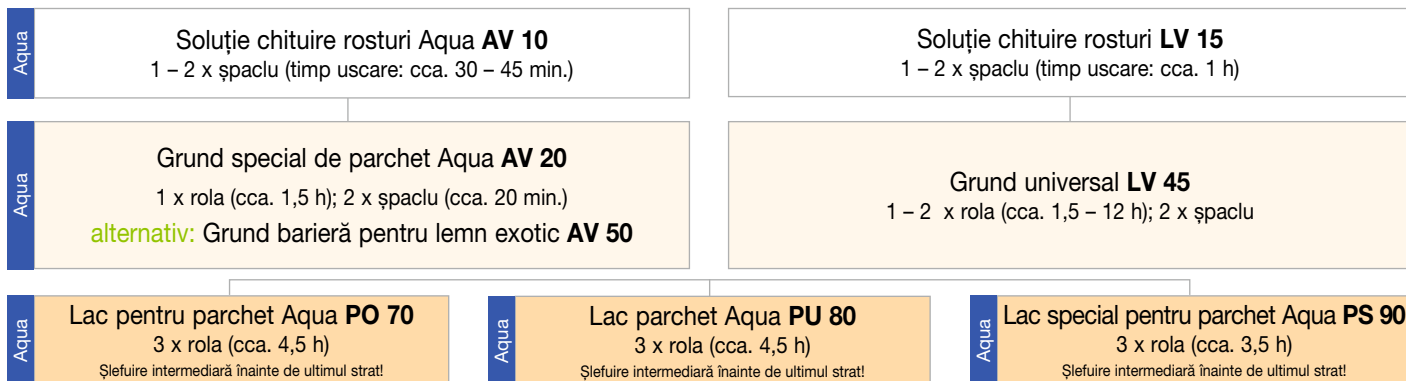 Aqua
Soluție chituire rosturi Aqua AV 10
1 – 2 x șpaclu (timp uscare: cca. 30 – 45 min.)
Soluție chituire rosturi LV 15
1 – 2 x șpaclu (timp uscare: cca. 1 h)
Aqua
Grund special de parchet Aqua AV 20
1 x rola (cca. 1,5 h); 2 x șpaclu (cca. 20 min.)
alternativ: Grund barieră pentru lemn exotic AV 50
Grund universal LV 45
1 – 2 x rola (cca. 1,5 – 12 h); 2 x șpaclu
Aqua
Lac pentru parchet Aqua PO 70
3 x rola (cca. 4,5 h)
Șlefuire intermediară înainte de ultimul strat!
Aqua
Lac parchet Aqua PU 80
3 x rola (cca. 4,5 h)
Șlefuire intermediară înainte de ultimul strat!
Aqua
Lac special pentru parchet Aqua PS 90
3 x rola (cca. 3,5 h)
Șlefuire intermediară înainte de ultimul strat!